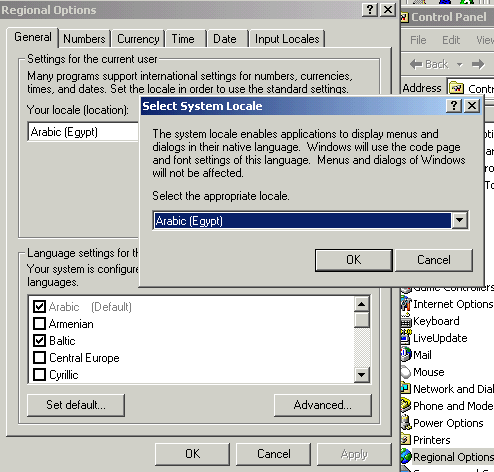 Regional Options
General
Numbers
Currency
Time
Date
Input Locales
Settings for the current user
Many programs support international settings for numbers, currencies,
times, and dates. Set the locale in order to use the standard settings.
Your locale (location):
Arabic (Egypt)
Select System Locale
The system locale enables applications to display menus and
dialogs in their native language. Windows will use the code page
and font settings of this language. Menus and dialogs of Windows
will not be affected.
Select the appropriate locale.
Arabic (Egypt)
OK
Cancel
Language settings for th
Your system is configure
languages.
Arabic (Default)
Armenian
Baltic
Central Europe
Cyrillic
Set default...
Advanced...
OK
Cancel
Apply
Control Panel
File
Edit
View
Back
Address
Contr
Game Controllers
Internet Options
Keyboard
LiveUpdate
Mail
Mouse
Network and Dial
Phone and Mode
Power Options
Printers
Regional Options